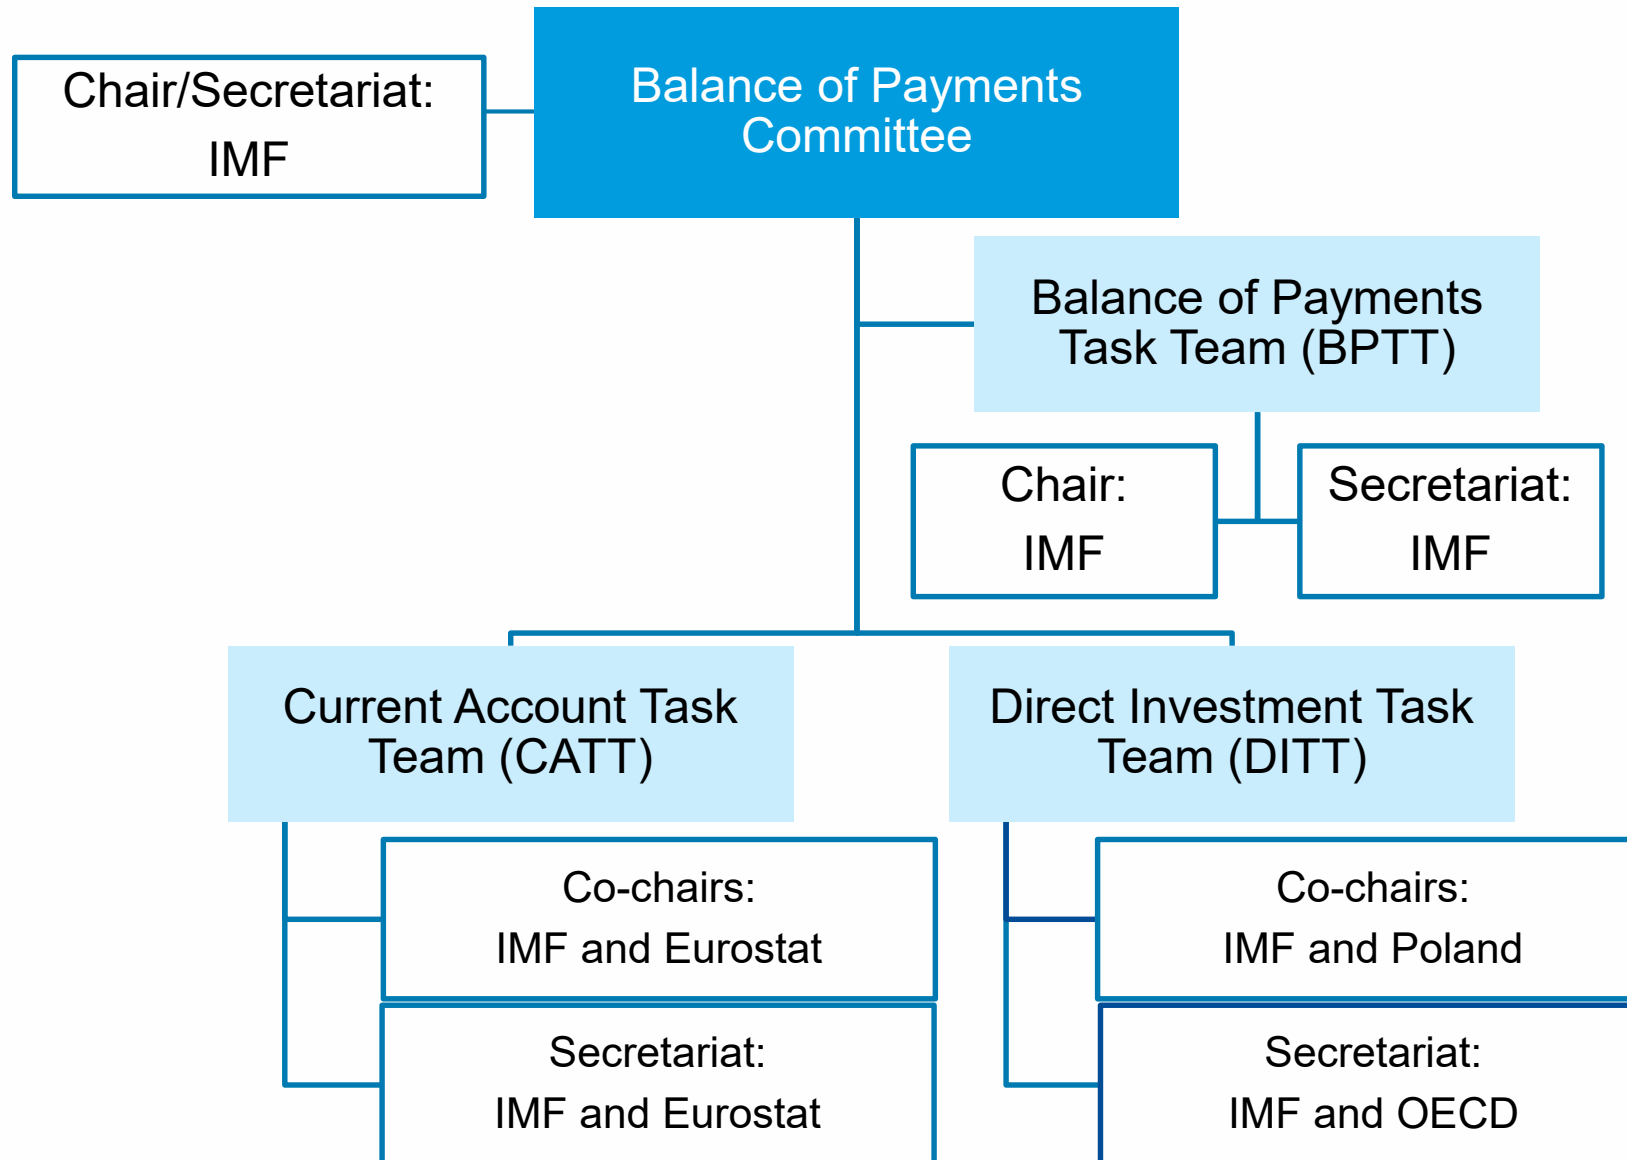 Chair/Secretariat:
IMF
Balance of Payments
Committee
Balance of Payments
Task Team (BPTT)
Chair:
IMF
Secretariat:
IMF
Current Account Task
Team (CATT)
Direct Investment Task
Team (DITT)
Co-chairs:
IMF and Eurostat
Co-chairs:
IMF and Poland
Secretariat:
IMF and Eurostat
Secretariat:
IMF and OECD